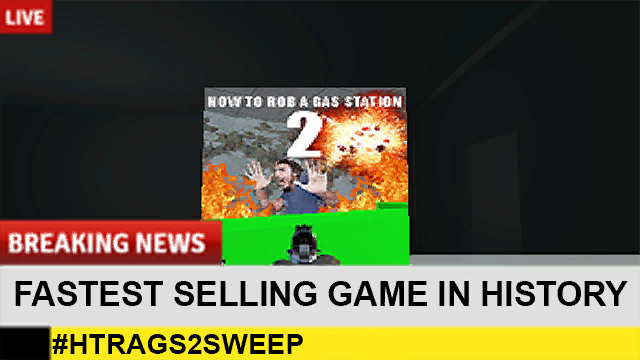 LIVE
HOW TO ROB A GAS STATION
2
BREAKING NEWS
FASTEST SELLING GAME IN HISTORY
#HTRAGS2SWEEP